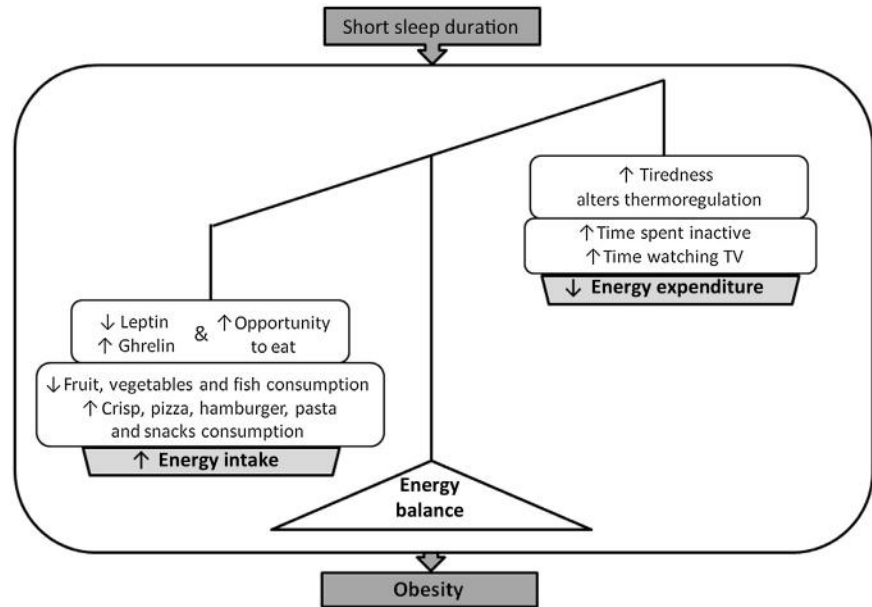 Short sleep duration
↑ Tiredness
alters thermoregulation
↑ Time spent inactive
↑ Time watching TV
↓ Energy expenditure
↓ Leptin
↑ Ghrelin
&
↑ Opportunity
to eat
↓ Fruit, vegetables and fish consumption
↑ Crisp, pizza, hamburger, pasta
and snacks consumption
↑ Energy intake
Energy
balance
Obesity